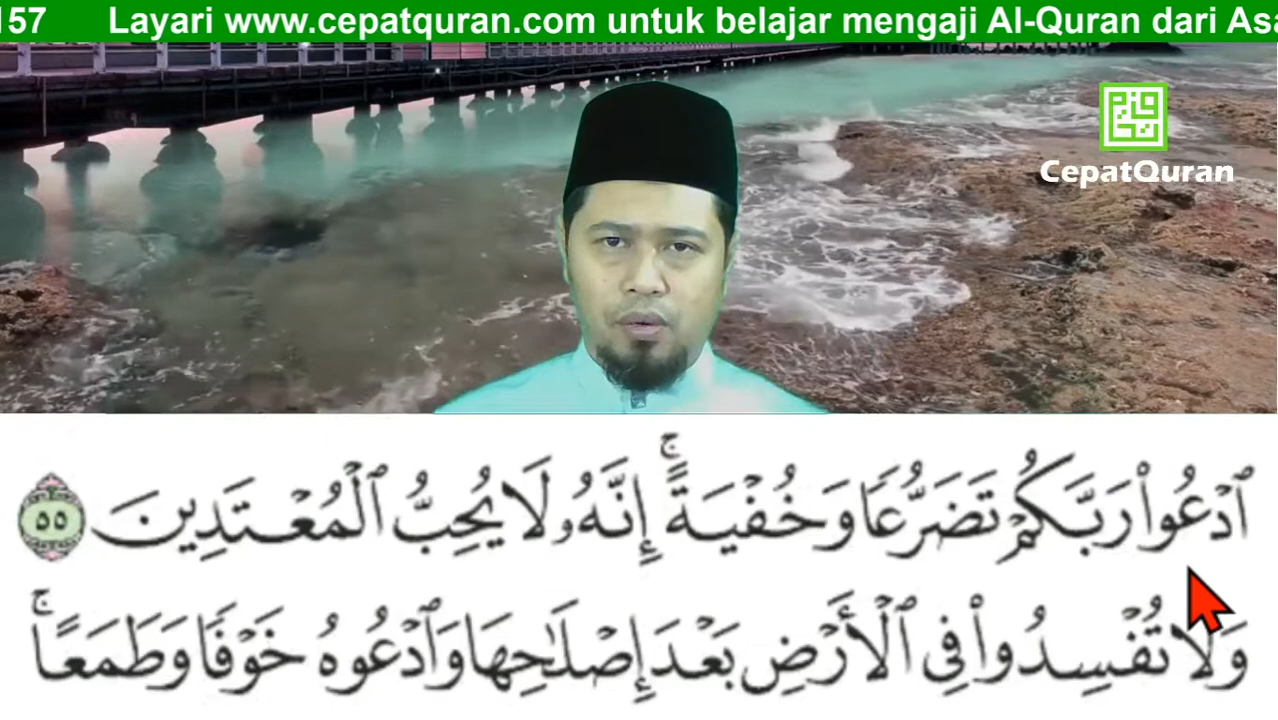 157 Layari www.cepatquran.com untuk belajar mengaji Al-Quran dari Asa
CepatQuran
ٱدْعُوا۟ رَبَّكُمْ تَضَرُّعًا وَخُفْيَةً ۚ إِنَّهُۥ لَا يُحِبُّ ٱلْمُعْتَدِينَ ٥٥
وَلَا تُفْسِدُوا۟ فِى ٱلْأَرْضِ بَعْدَ إِصْلَٰحِهَا وَٱدْعُوهُ خَوْفًا وَطَمَعًا ۚ